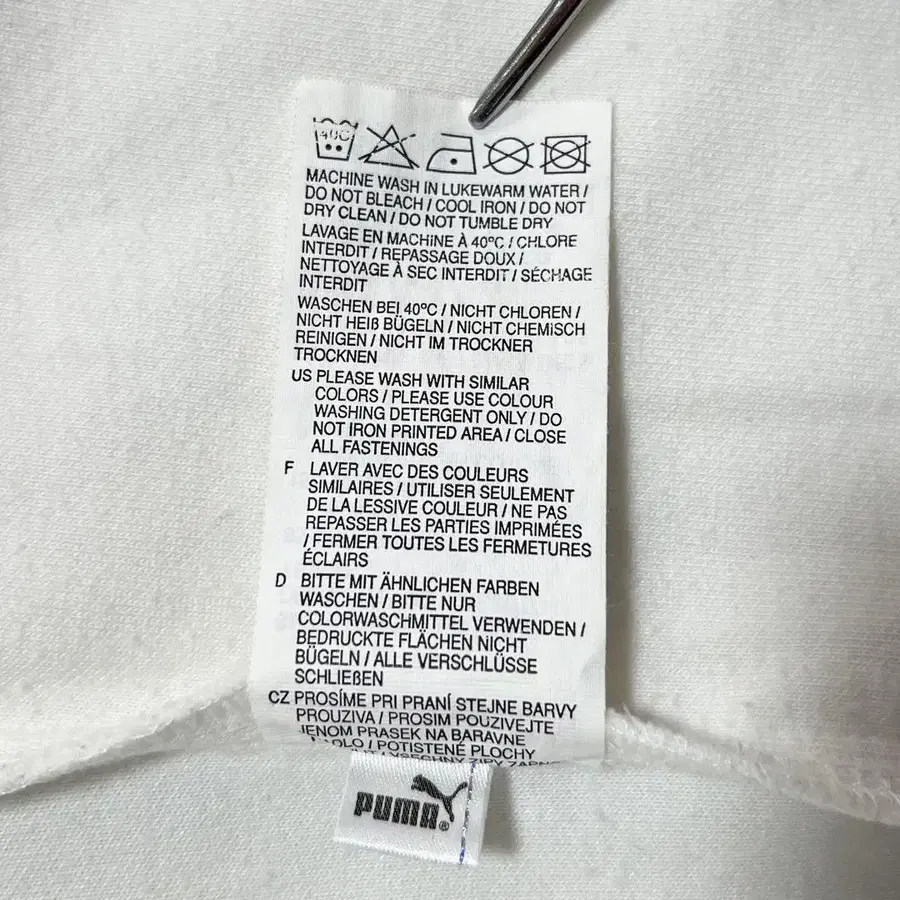 40C
MACHINE WASH IN LUKEWARM WATER /
DO NOT BLEACH / COOL IRON / DO NOT
DRY CLEAN / DO NOT TUMBLE DRY
LAVAGE EN MACHINE À 40°C / CHLORE
INTERDIT / REPASSAGE DOUX /
NETTOYAGE À SEC INTERDIT / SÉCHAGE
INTERDIT
WASCHEN BEI 40°C / NICHT CHLOREN /
NICHT HEIß BÜGELN / NICHT CHEMISCH
REINIGEN / NICHT IM TROCKNER
TROCKNEN
US PLEASE WASH WITH SIMILAR
COLORS / PLEASE USE COLOUR
WASHING DETERGENT ONLY / DO
NOT IRON PRINTED AREA / CLOSE
ALL FASTENINGS
F LAVER AVEC DES COULEURS
SIMILAIRES / UTILISER SEULEMENT
DE LA LESSIVE COULEUR / NE PAS
REPASSER LES PARTIES IMPRIMÉES
/ FERMER TOUTES LES FERMETURES
ÉCLAIRS
D BITTE MIT ÄHNLICHEN FARBEN
WASCHEN / BITTE NUR
COLORWASCHMITTEL VERWENDEN /
BEDRUCKTE FLÄCHEN NICHT
BÜGELN / ALLE VERSCHLÜSSE
SCHLIEßEN
CZ PROSÍME PRI PRANÍ STEJNE BARVY
PROUZIVA / PROSIM POUZIVEJTE
JENOM PRASEK NA BARAVNE
/ POTISTENÉ PLOCHY
/ VSECHNY ZIPY
PUMA®